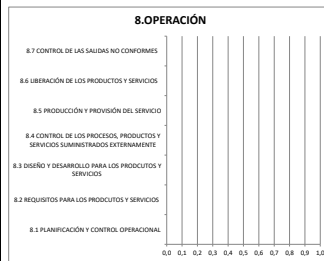 8.OPERACIÓN
8.7 CONTROL DE LAS SALIDAS NO CONFORMES
8.6 LIBERACIÓN DE LOS PRODUCTOS Y SERVICIOS
8.5 PRODUCCIÓN Y PROVISIÓN DEL SERVICIO
8.4 CONTROL DE LOS PROCESOS, PRODUCTOS Y
SERVICIOS SUMINISTRADOS EXTERNAMENTE
8.3 DISEÑO Y DESARROLLO PARA LOS PRODCUTOS Y
SERVICIOS
8.2 REQUISITOS PARA LOS PRODCUTOS Y SERVICIOS
8.1 PLANIFICACIÓN Y CONTROL OPERACIONAL
0,0 0,1 0,2 0,3 0,4 0,5 0,6 0,7 0,8 0,9 1,0